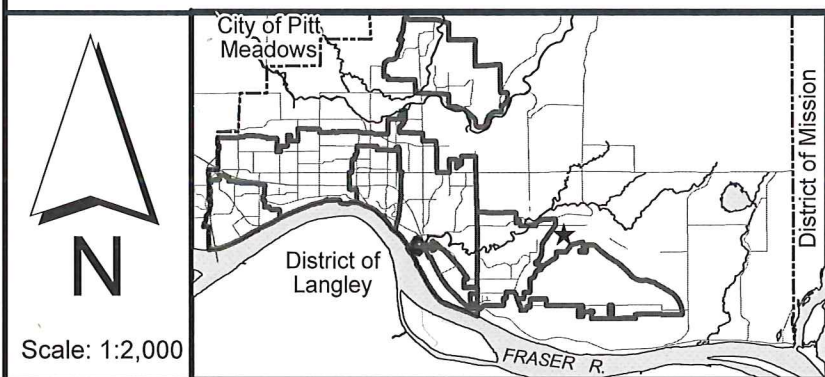 N
Scale: 1:2,000
City of Pitt
Meadows
District of
Langley
FRASER R.
District of Mission